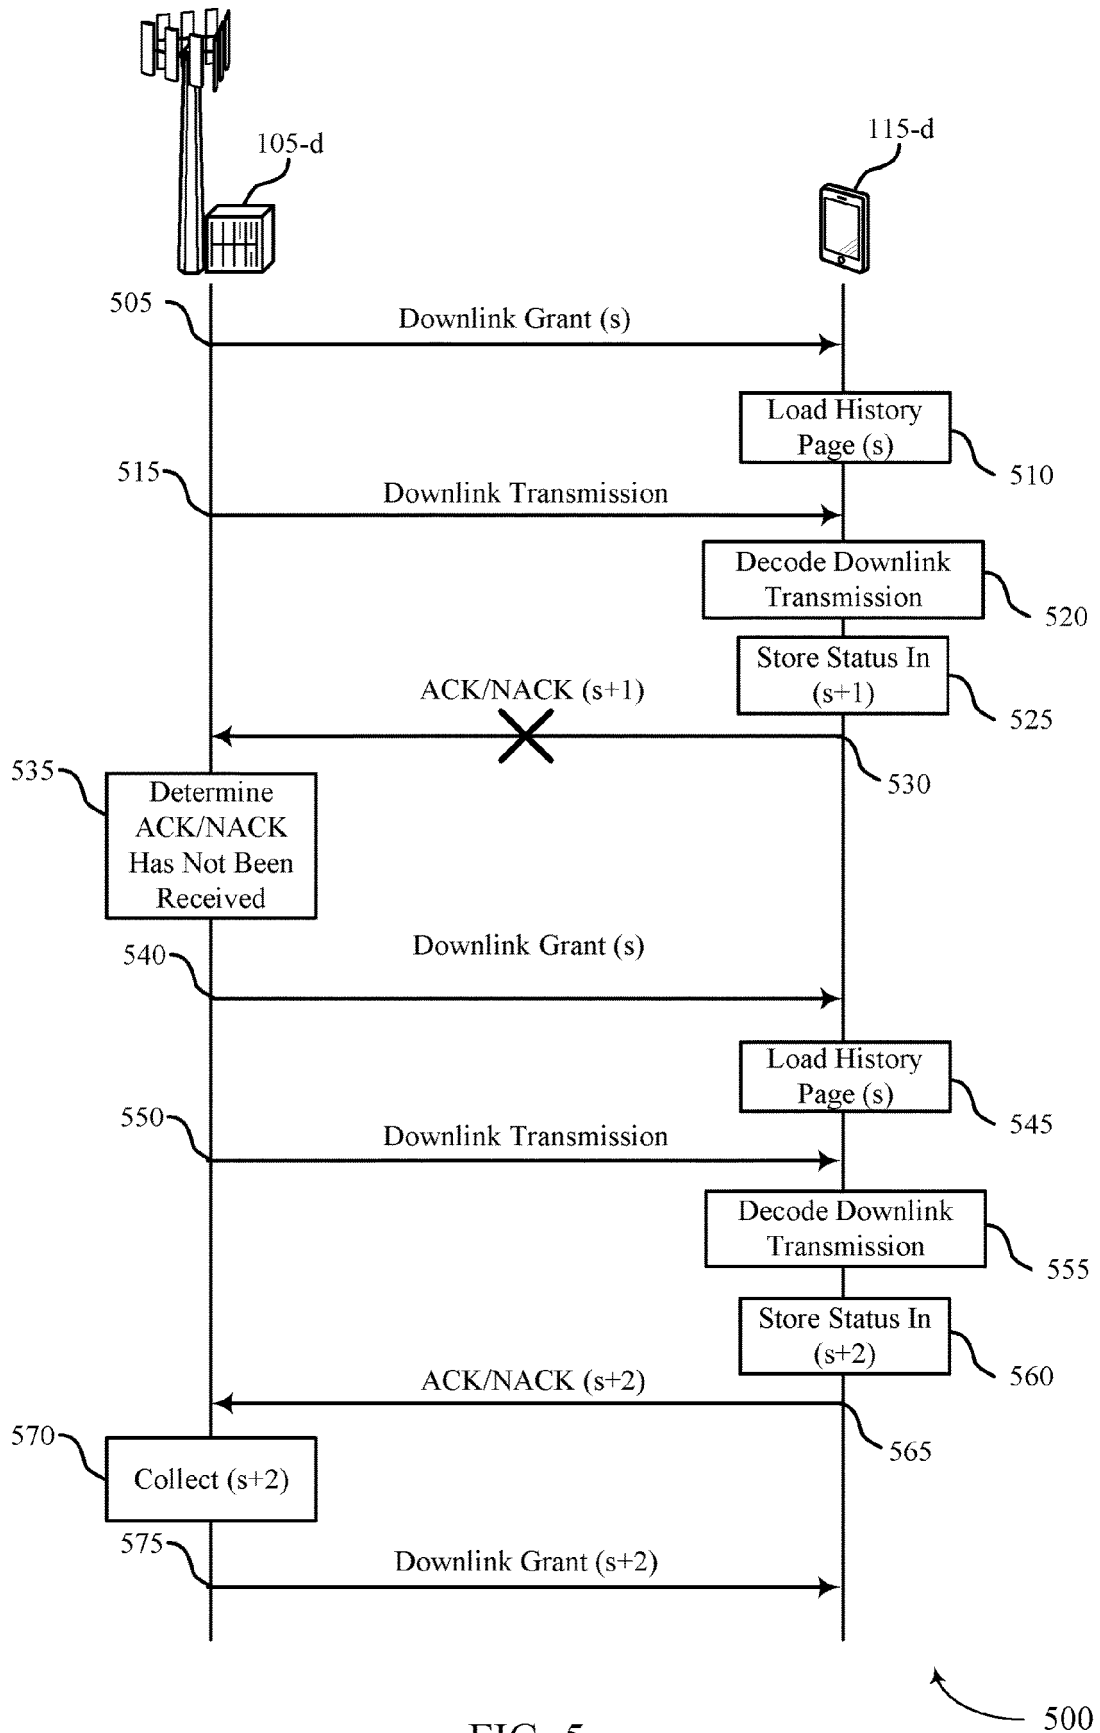 105-d
115-d
505
Downlink Grant (s)
Load History
Page (s)
510
515
Downlink Transmission
Decode Downlink
Transmission
520
Store Status In
(s+1)
525
ACK/NACK (s+1)
530
535
Determine
ACK/NACK
Has Not Been
Received
540
Downlink Grant (s)
Load History
Page (s)
545
550
Downlink Transmission
Decode Downlink
Transmission
555
Store Status In
(s+2)
560
ACK/NACK (s+2)
565
570
Collect (s+2)
575
Downlink Grant (s+2)
500
FIG. 5